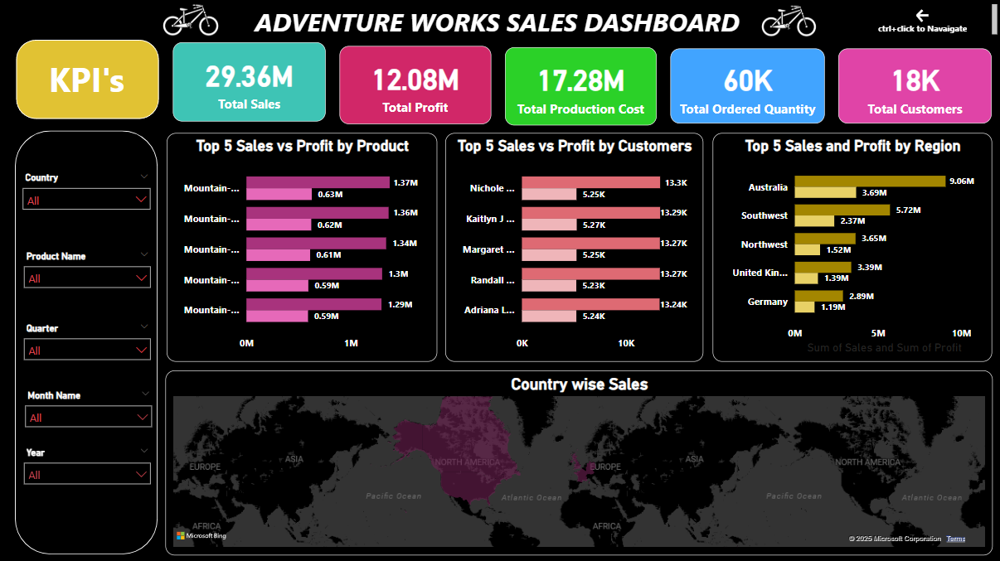 ADVENTURE WORKS SALES DASHBOARD
ctrl+click to Navaigate
KPI's
29.36M
Total Sales
12.08M
Total Profit
17.28M
Total Production Cost
60K
Total Ordered Quantity
18K
Total Customers
Country
All
Product Name
All
Quarter
All
Month Name
All
Year
All
Top 5 Sales vs Profit by Product
Mountain-... 1.37M
0.63M
Mountain-... 1.36M
0.62M
Mountain-... 1.34M
0.61M
Mountain-... 1.3M
0.59M
Mountain-... 1.29M
0.59M
0M 1M
Top 5 Sales vs Profit by Customers
Nichole ... 13.3K
5.25K
Kaitlyn J ... 13.29K
5.27K
Margaret ... 13.27K
5.25K
Randall ... 13.27K
5.23K
Adriana L... 13.24K
5.24K
0K 10K
Top 5 Sales and Profit by Region
Australia 9.06M
3.69M
Southwest 5.72M
2.37M
Northwest 3.65M
1.52M
United Kin... 3.39M
1.39M
Germany 2.89M
1.19M
0M 5M 10M
Sum of Sales and Sum of Profit
Country wise Sales
EUROPE ASIA NORTH AMERICA EUROPE ASIA NORTH AMERICA
Pacific Ocean Atlantic Ocean Pacific Ocean Atlantic Ocean
AFRICA AFRICA
Microsoft Bing
© 2025 Microsoft Corporation Terms